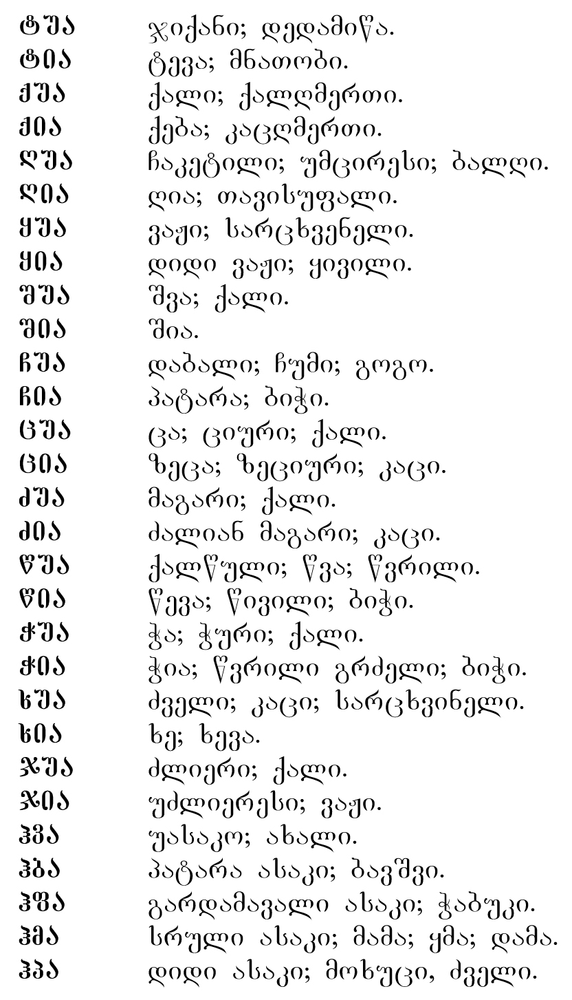 ტუა ჯიქანი; დედამიწა.
ტია ტევა; მნათობი.
ქუა ქალი; ქალღმერთი.
ქია ქება; კაცღმერთი.
ღუა ჩაკეტილი; უმცირესი; ბალღი.
ღია ღია; თავისუფალი.
ყუა ვაჟი; სარცხვენელი.
ყია დიდი ვაჟი; ყივილი.
შუა შვა; ქალი.
შია შია.
ჩუა დაბალი; ჩუმი; გოგო.
ჩია პატარა; ბიჭი.
ცუა ცა; ციური; ქალი.
ცია ზეცა; ზეციური; კაცი.
ძუა მაგარი; ქალი.
ძია ძალიან მაგარი; კაცი.
წუა ქალწული; წვა; წვრილი.
წია წევა; წივილი; ბიჭი.
ჭუა ჭა; ჭური; ქალი.
ჭია ჭია; წვრილი გრძელი; ბიჭი.
ხუა ძველი; კაცი; სარცხვინელი.
ხია ხე; ხევა.
ჯუა ძლიერი; ქალი.
ჯია უძლიერესი; ვაჟი.
ჰვა უასაკო; ახალი.
ჰბა პატარა ასაკი; ბავშვი.
ჰფა გარდამავალი ასაკი; ჭაბუკი.
ჰმა სრული ასაკი; მამა; ყმა; დამა.
ჰპა დიდი ასაკი; მოხუცი, ძველი.